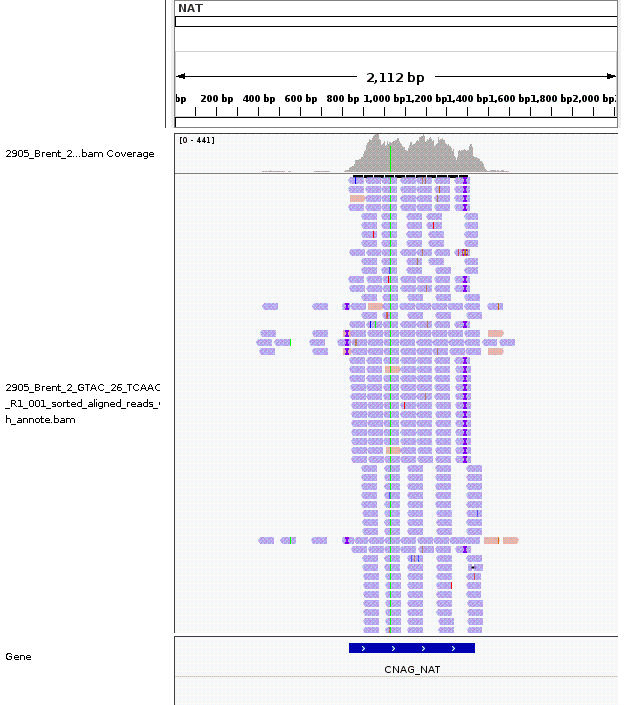 NAT
2,112 bp
bp 200 bp 400 bp 600 bp 800 bp 1,000 bp 1,200 bp 1,400 bp 1,600 bp 1,800 bp 2,000 bp
[0 - 441]
2905_Brent_2...bam Coverage
2905_Brent_2_GTAC_26_TCAAC
_R1_001_sorted_aligned_reads_
h_annote.bam
Gene
CNAG_NAT